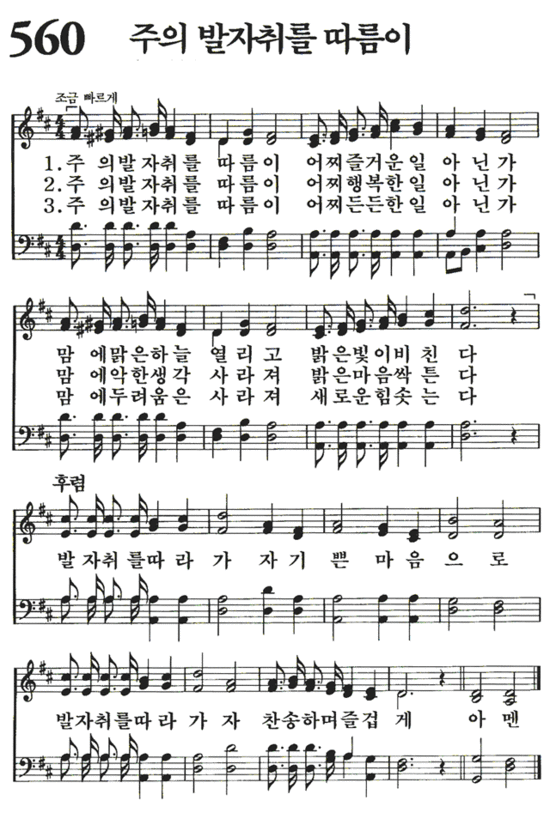 560 주의 발자취를 따름이
조금 빠르게
1. 주 의발 자취 를 따 름 이 어찌즐거운일 아 닌 가
2. 주 의발 자취 를 따 름 이 어찌행복한일 아 닌 가
3. 주 의발 자취 를 따 름 이 어찌든든한일 아 닌 가
맘 에맑은하늘 열 리 고 밝은빛이비 친 다
맘 에악한생각 사 라 져 밝은마음싹 튼 다
맘 에두려움은 사 라 져 새로운힘솟 는 다
후렴
발 자취 를따 라 가 자 기 쁜 마 음 으 로
발자취를따 라 가 자 찬송하며즐겁 게 아 멘